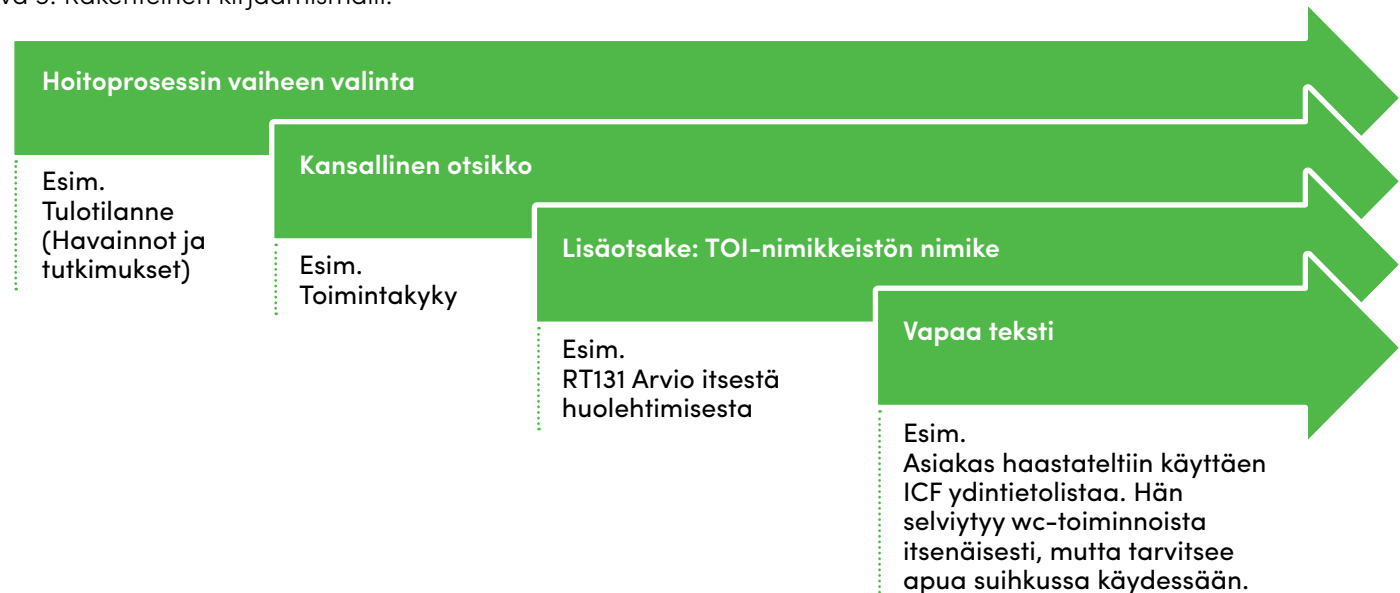 Hoitoprosessin vaiheen valinta
Esim.
Tulotilanne
(Havainnot ja
tutkimukset)
Kansallinen otsikko
Esim.
Toimintakyky
Lisäotsake: TOI-nimikkeistön nimike
Esim.
RT131 Arvio itsestä
huolehtimisesta
Vapaa teksti
Esim.
Asiakas haastateltiin käyttäen
ICF ydintietolistaa. Hän
selviytyy wc-toiminnoista
itsenäisesti, mutta tarvitsee
apua suihkussa käydessään.